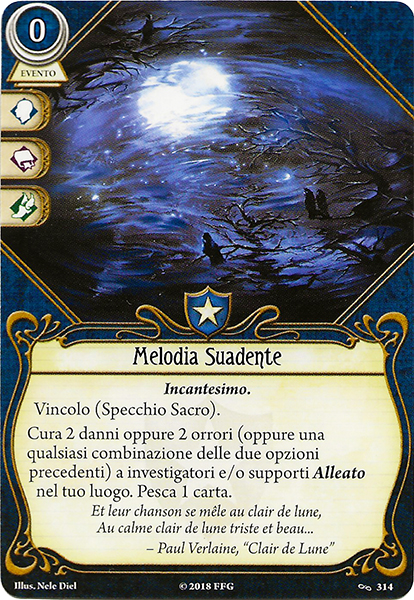 0
EVENTO
Melodia Suadente
Incantesimo.
Vincolo (Specchio Sacro).
Cura 2 danni oppure 2 orrori (oppure una
qualsiasi combinazione delle due opzioni
precedenti) a investigatori e/o supporti Alleato
nel tuo luogo. Pesca 1 carta.
Et leur chanson se mêle au clair de lune,
Au calme clair de lune triste et beau...
– Paul Verlaine, “Clair de Lune”
Illus. Nele Diel © 2018 FFG 314